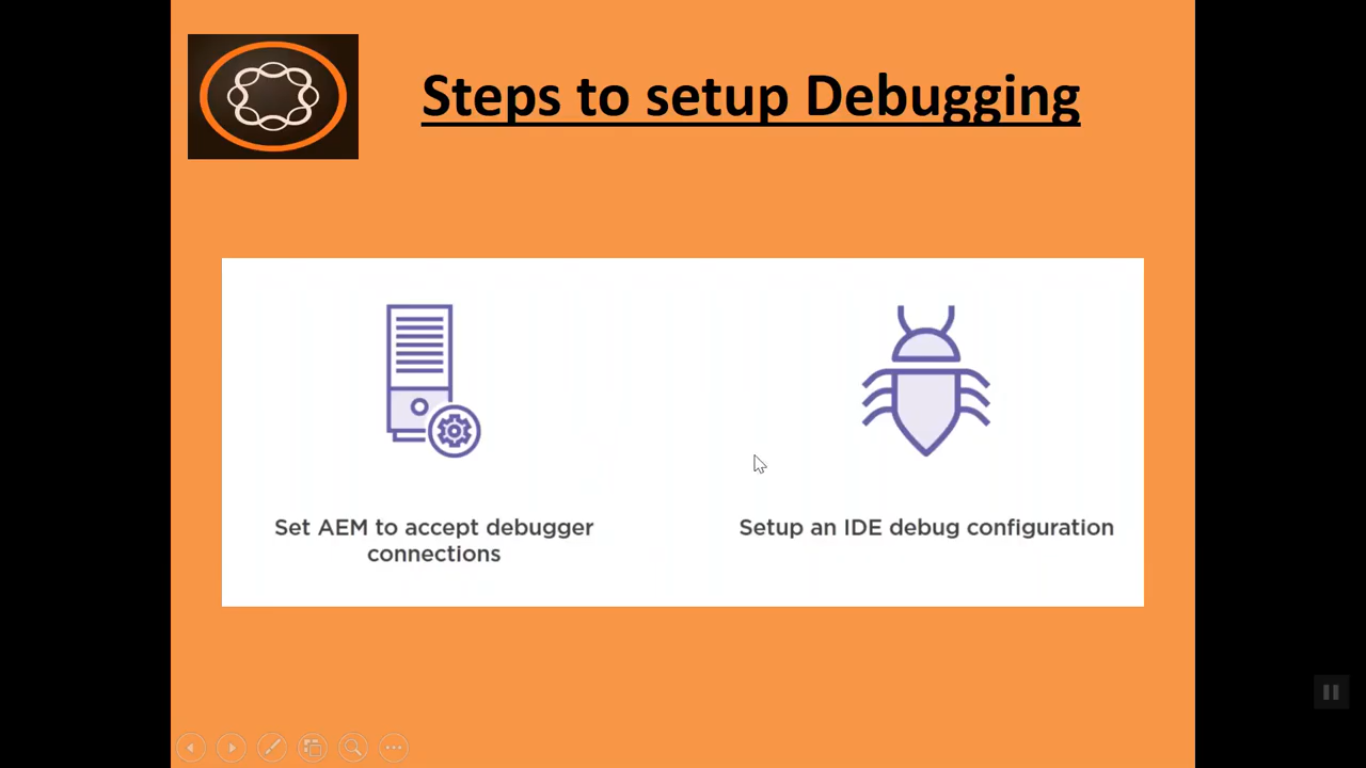 Steps to setup Debugging
Set AEM to accept debugger
connections
Setup an IDE debug configuration